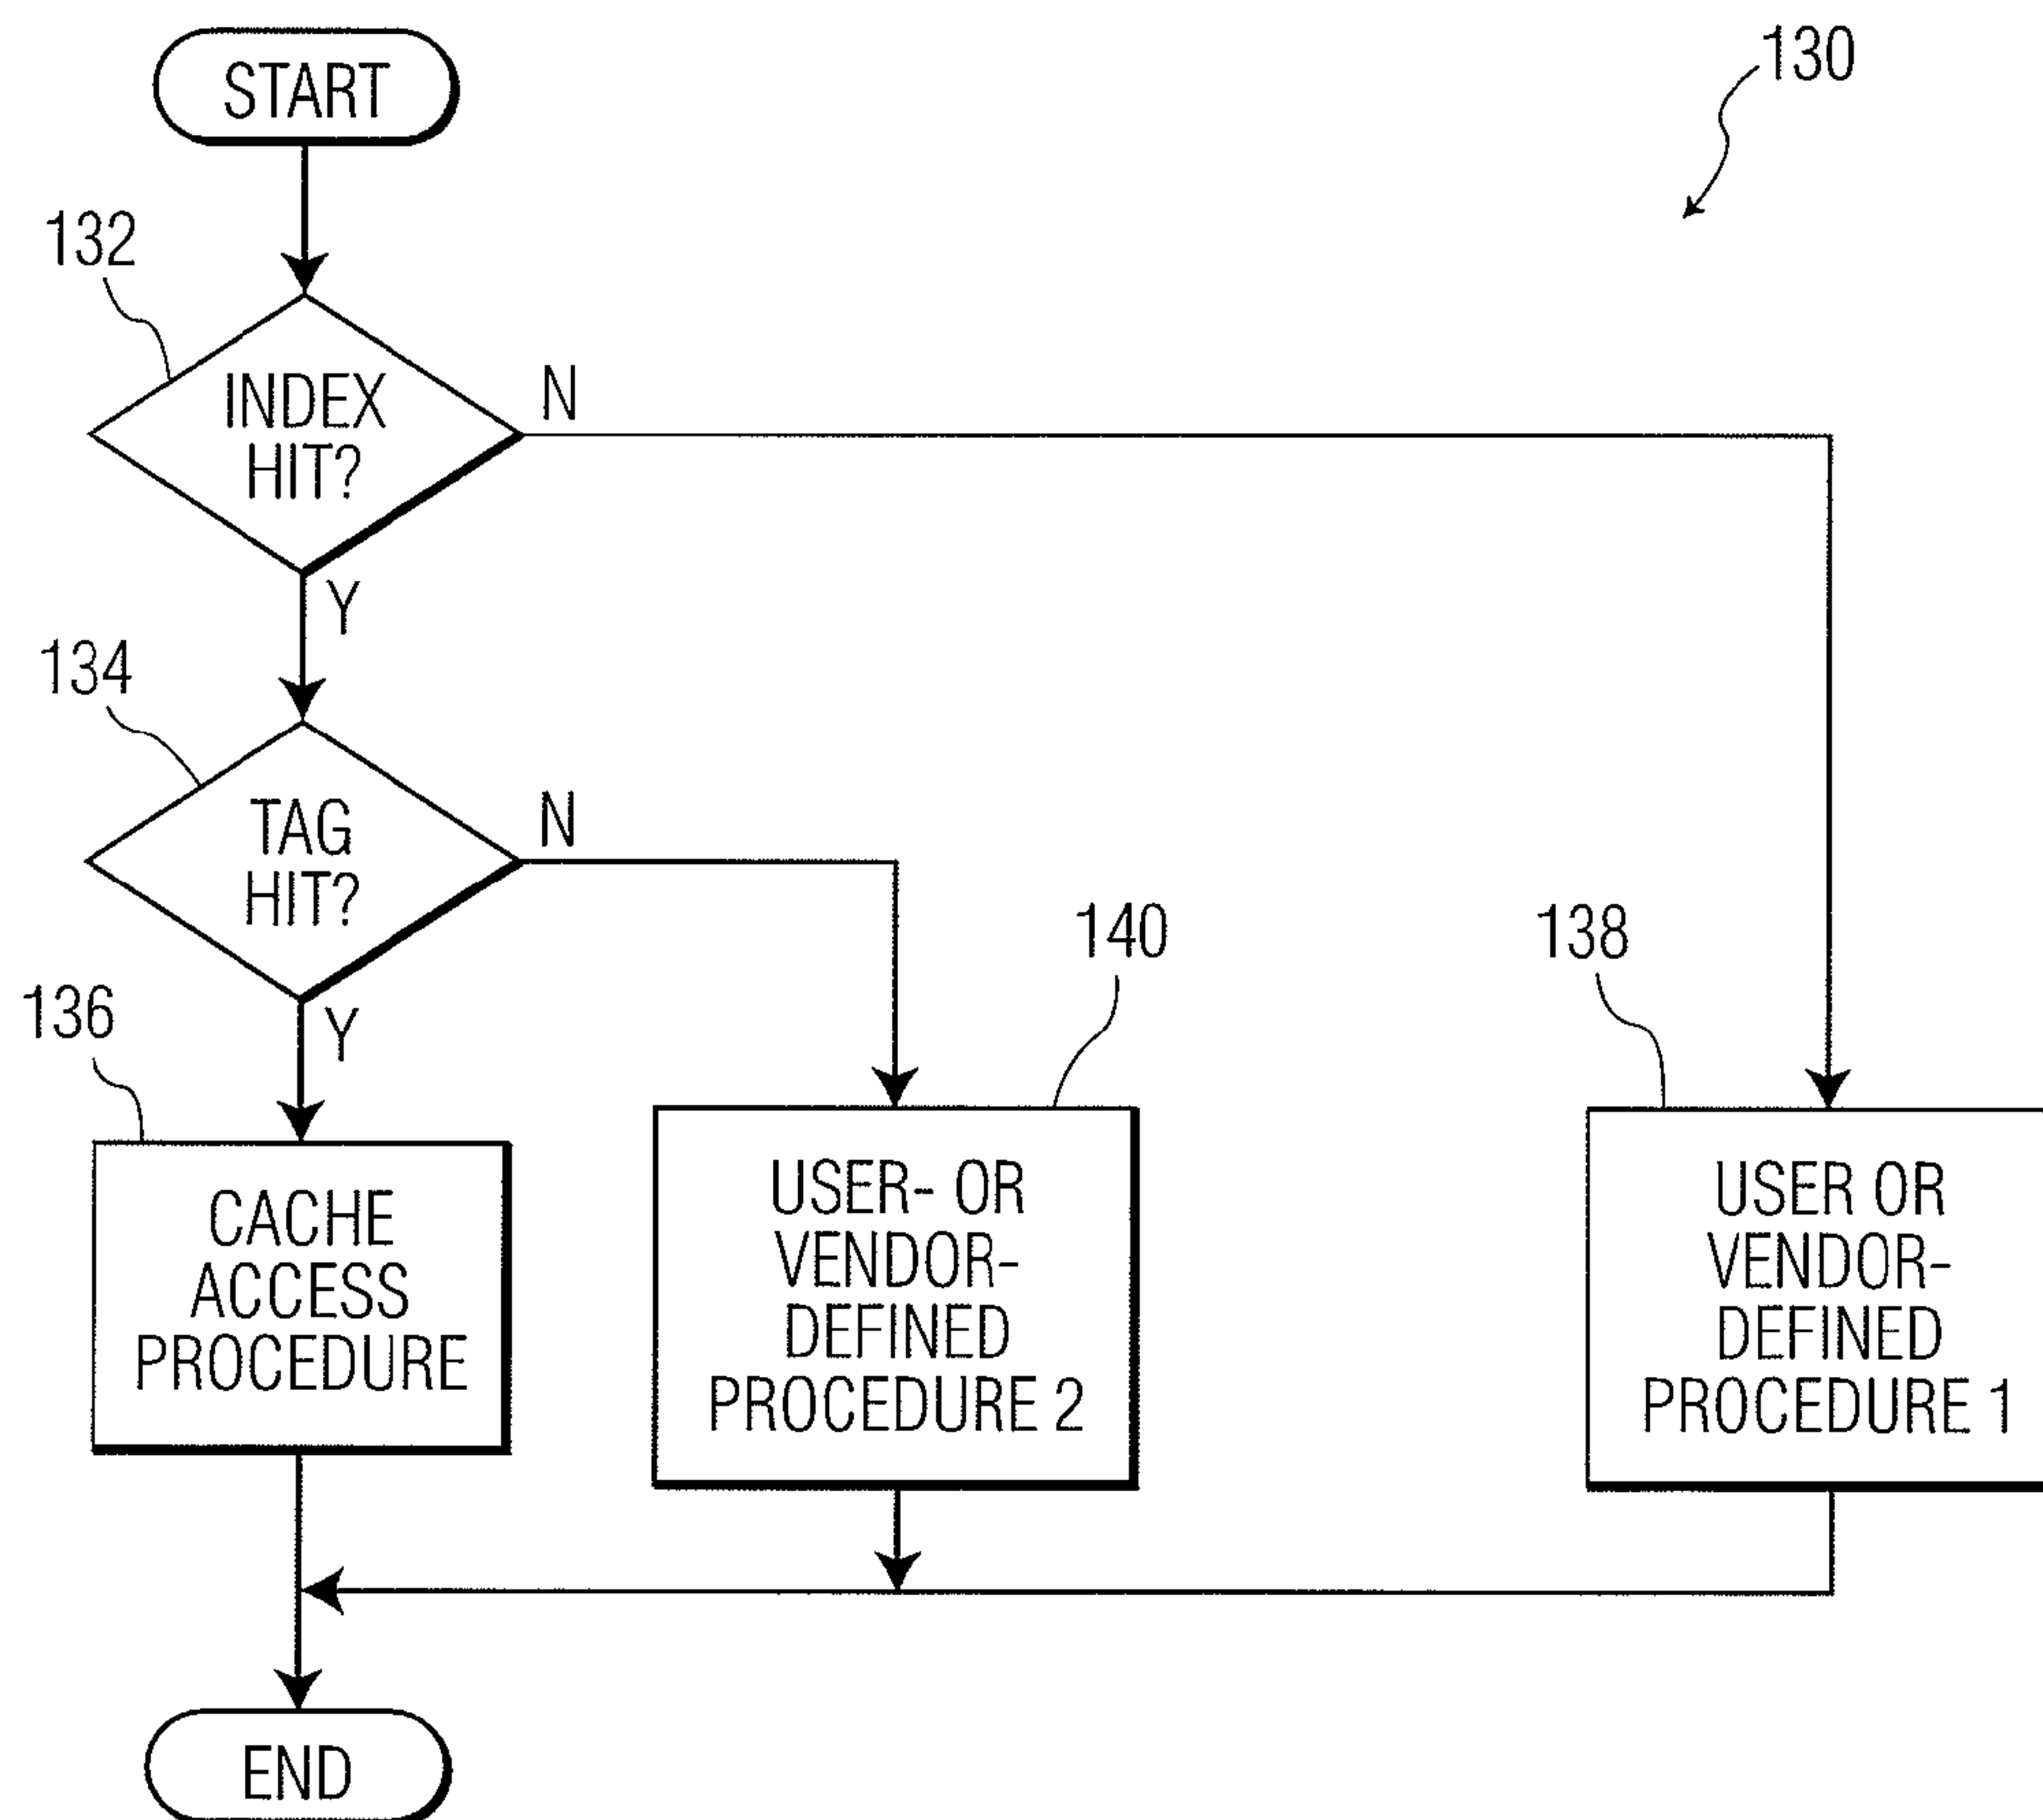 START
130
132
INDEX
HIT?
N
Y
134
TAG
HIT?
N
Y
136
CACHE
ACCESS
PROCEDURE
140
USER- OR
VENDOR-
DEFINED
PROCEDURE 2
138
USER OR
VENDOR-
DEFINED
PROCEDURE 1
END